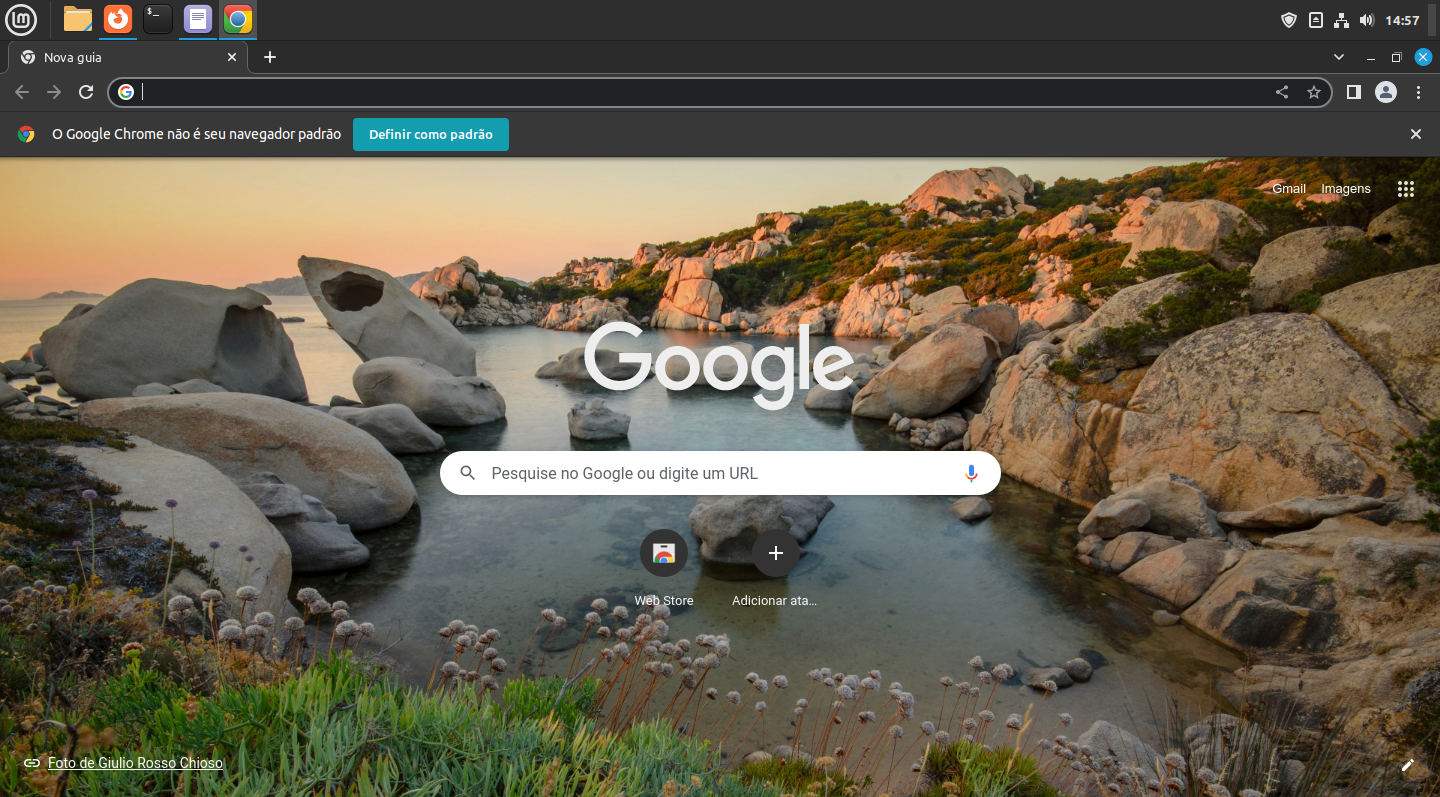 14:57
Nova guia
O Google Chrome não é seu navegador padrão
Definir como padrão
Gmail
Imagens
Google
Pesquise no Google ou digite um URL
Web Store
Adicionar ata...
Foto de Giulio Rosso Chioso